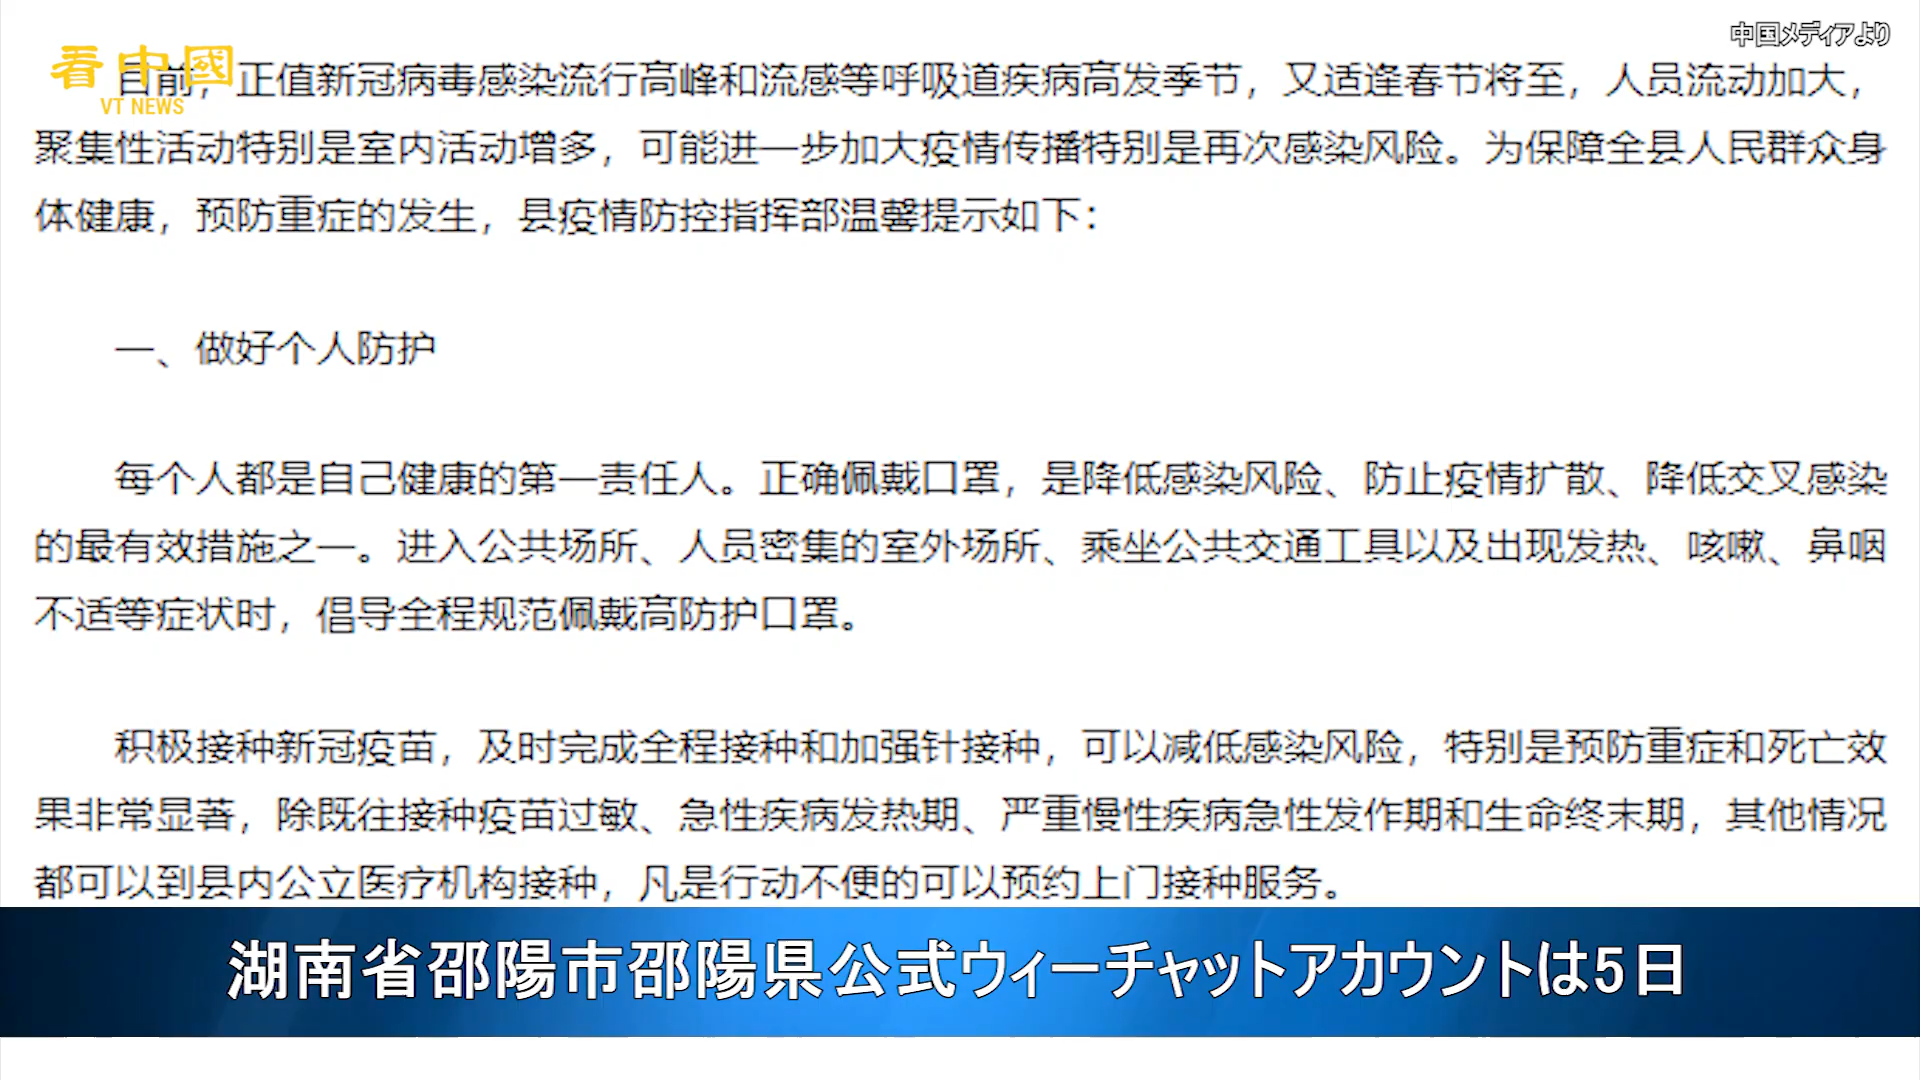 中国メディアより
看中國
VT NEWS
目前，正值新冠病毒感染流行高峰和流感等呼吸道疾病高发季节，又适逢春节将至，人员流动加大，
聚集性活动特别是室内活动增多，可能进一步加大疫情传播特别是再次感染风险。为保障全县人民群众身
体健康，预防重症的发生，县疫情防控指挥部温馨提示如下：
一、做好个人防护
每个人都是自己健康的第一责任人。正确佩戴口罩，是降低感染风险、防止疫情扩散、降低交叉感染
的最有效措施之一。进入公共场所、人员密集的室外场所、乘坐公共交通工具以及出现发热、咳嗽、鼻咽
不适等症状时，倡导全程规范佩戴高防护口罩。
积极接种新冠疫苗，及时完成全程接种和加强针接种，可以减低感染风险，特别是预防重症和死亡效
果非常显著，除既往接种疫苗过敏、急性疾病发热期、严重慢性疾病急性发作期和生命终末期，其他情况
都可以到县内公立医疗机构接种，凡是行动不便的可以预约上门接种服务。
湖南省邵陽市邵陽県公式ウィーチャットアカウントは5日